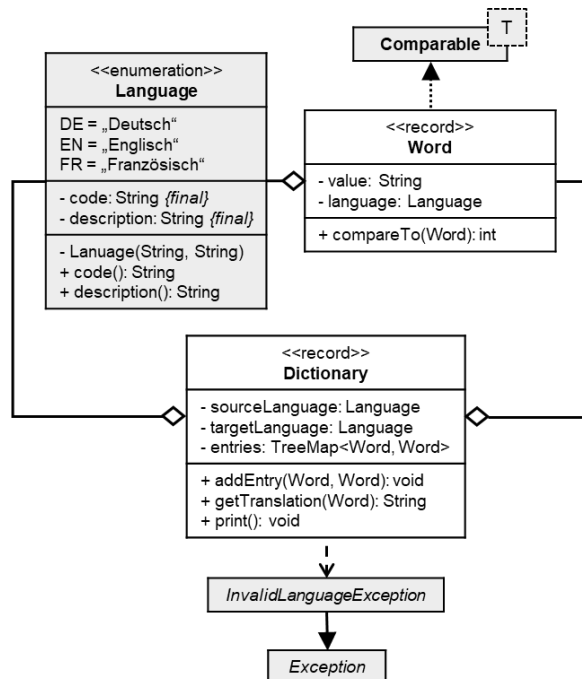 T
Comparable
<<enumeration>>
Language
DE = „Deutsch“
EN = „Englisch“
FR = „Französisch“
- code: String {final}
- description: String {final}
- Lanuage(String, String)
+ code(): String
+ description(): String
<<record>>
Word
- value: String
- language: Language
+ compareTo(Word): int
<<record>>
Dictionary
- sourceLanguage: Language
- targetLanguage: Language
- entries: TreeMap<Word, Word>
+ addEntry(Word, Word): void
+ getTranslation(Word): String
+ print(): void
InvalidLanguageException
Exception